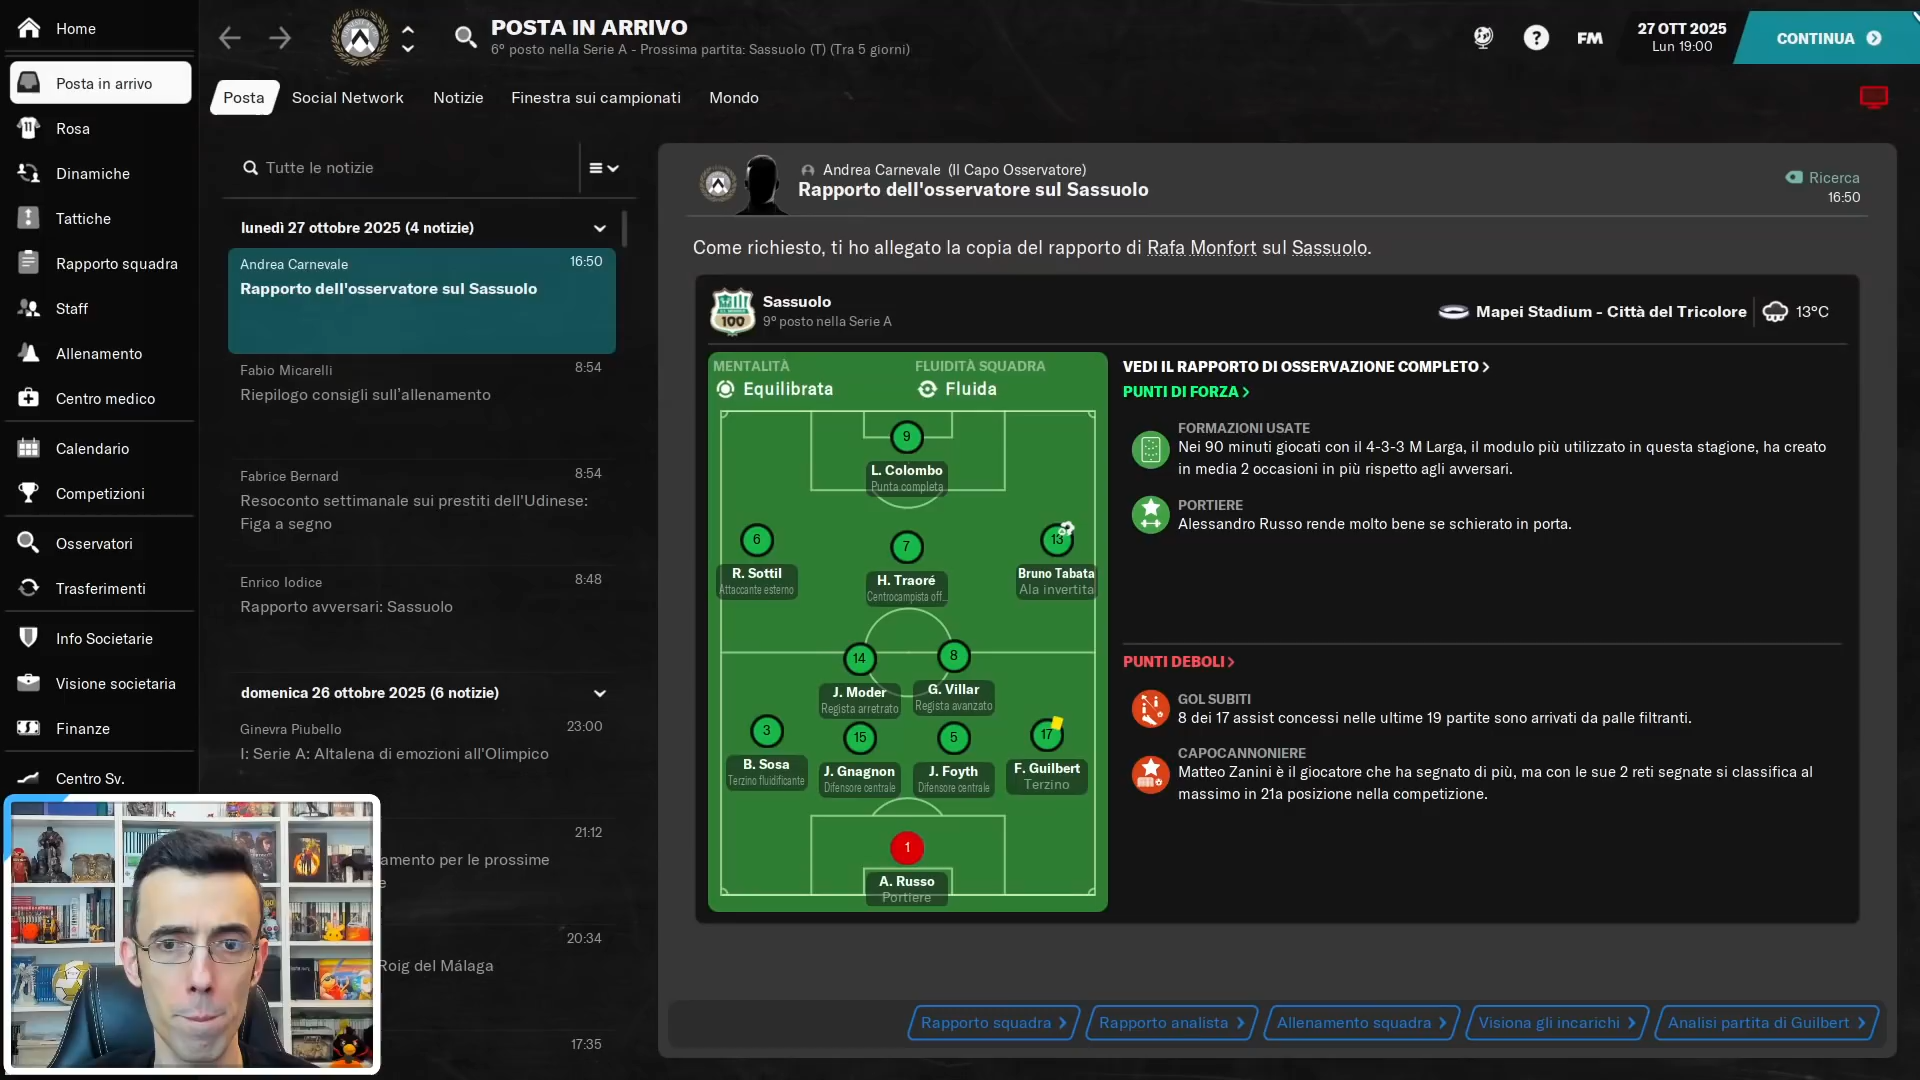 Home
Posta in arrivo
Rosa
Dinamiche
Tattiche
Rapporto squadra
Staff
Allenamento
Centro medico
Calendario
Competizioni
Osservatori
Trasferimenti
Info Societarie
Visione societaria
Finanze
Centro Sv.
POSTA IN ARRIVO
6º posto nella Serie A - Prossima partita: Sassuolo (T) (Tra 5 giorni)
FM
27 OTT 2025
Lun 19:00
CONTINUA
Posta
Social Network
Notizie
Finestra sui campionati
Mondo
Tutte le notizie
lunedì 27 ottobre 2025 (4 notizie)
Andrea Carnevale 16:50
Rapporto dell'osservatore sul Sassuolo
Fabio Micarelli 8:54
Riepilogo consigli sull'allenamento
Fabrice Bernard 8:54
Resoconto settimanale sui prestiti dell'Udinese:
Figa a segno
Enrico Iodice 8:48
Rapporto avversari: Sassuolo
domenica 26 ottobre 2025 (6 notizie)
Ginevra Piubello 23:00
I: Serie A: Altalena di emozioni all'Olimpico
21:12
amento per le prossime
e
20:34
Roig del Málaga
17:35
Andrea Carnevale (Il Capo Osservatore)
Rapporto dell'osservatore sul Sassuolo
Ricerca
16:50
Come richiesto, ti ho allegato la copia del rapporto di Rafa Monfort sul Sassuolo.
Sassuolo
9º posto nella Serie A
100
Mapei Stadium - Città del Tricolore
13°C
MENTALITÀ
Equilibrata
FLUIDITÀ SQUADRA
Fluida
9
L. Colombo
Punta completa
6
R. Sottil
Attaccante esterno
7
H. Traoré
Centrocampista off...
13
Bruno Tabata
Ala invertita
14
J. Moder
Regista arretrato
8
G. Villar
Regista avanzato
3
B. Sosa
Terzino fluidificante
15
J. Gnagnon
Difensore centrale
5
J. Foyth
Difensore centrale
17
F. Guilbert
Terzino
1
A. Russo
Portiere
VEDI IL RAPPORTO DI OSSERVAZIONE COMPLETO
PUNTI DI FORZA
FORMAZIONI USATE
Nei 90 minuti giocati con il 4-3-3 M Larga, il modulo più utilizzato in questa stagione, ha creato
in media 2 occasioni in più rispetto agli avversari.
PORTIERE
Alessandro Russo rende molto bene se schierato in porta.
PUNTI DEBOLI
GOL SUBITI
8 dei 17 assist concessi nelle ultime 19 partite sono arrivati da palle filtranti.
CAPOCANNONIERE
Matteo Zanini è il giocatore che ha segnato di più, ma con le sue 2 reti segnate si classifica al
massimo in 21a posizione nella competizione.
Rapporto squadra
Rapporto analista
Allenamento squadra
Visiona gli incarichi
Analisi partita di Guilbert